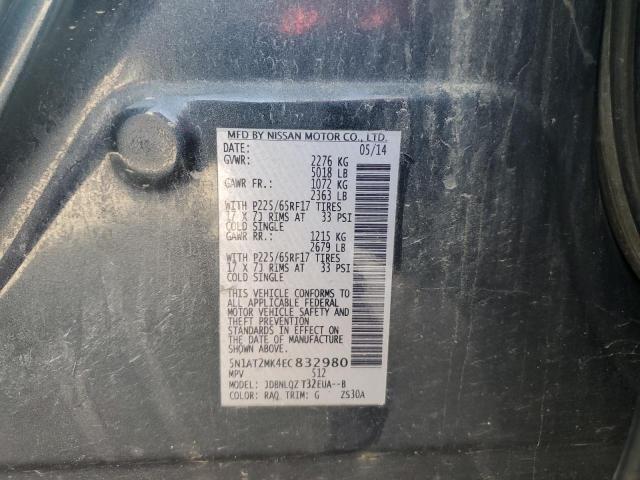 MFD BY NISSAN MOTOR CO., LTD.
DATE: 05/14
GVWR: 2276 KG
5018 LB
GAWR FR.: 1072 KG
2363 LB
WITH P225/65RF17 TIRES
17 X 7J RIMS AT 33 PSI
COLD SINGLE
GAWR RR.: 1215 KG
2679 LB
WITH P225/65RF17 TIRES
17 X 7J RIMS AT 33 PSI
COLD SINGLE
THIS VEHICLE CONFORMS TO
ALL APPLICABLE FEDERAL
MOTOR VEHICLE SAFETY AND
THEFT PREVENTION
STANDARDS IN EFFECT ON
THE DATE OF MANUFACTURE
SHOWN ABOVE.
5N1AT2MK4EC832980
MPV S12
MODEL: JDBNLQZ T32EUA--B
COLOR: RAQ TRIM: G ZS30A